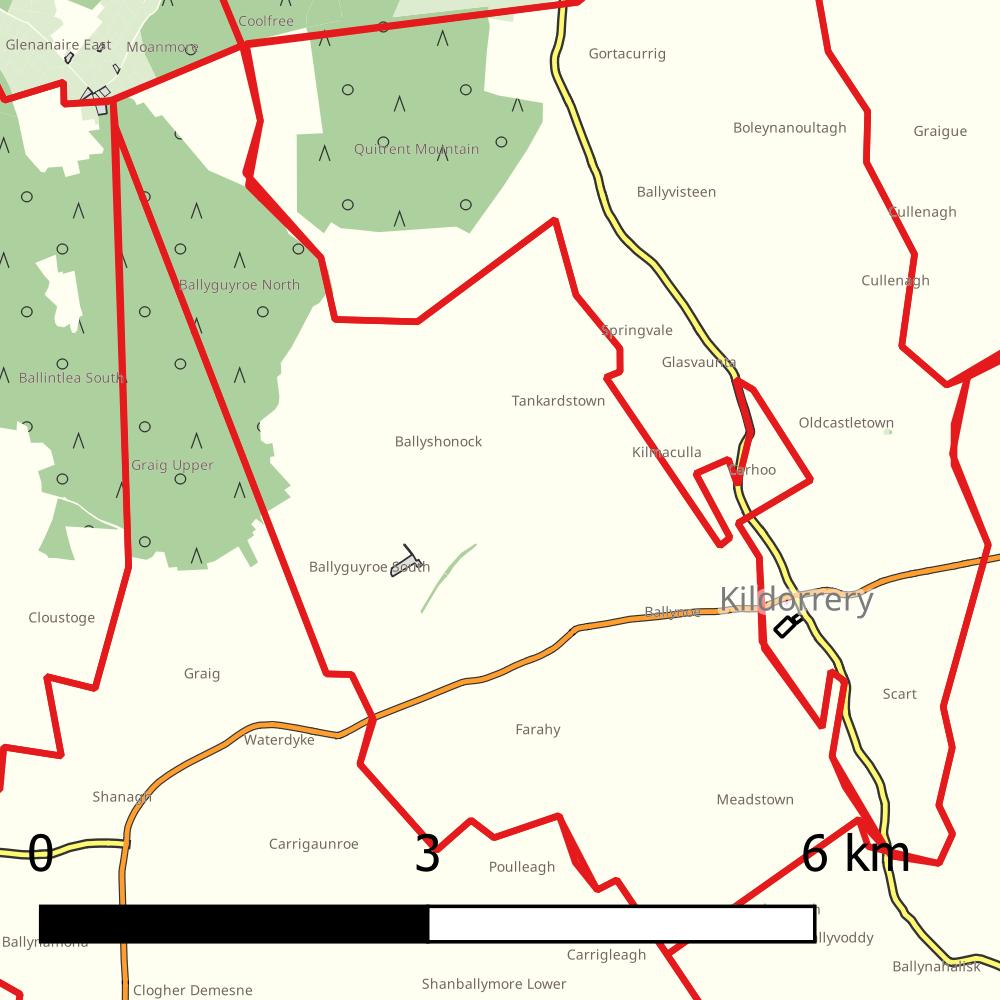 Coolfree
Glenanaire East
Moanmore
Gortacurrig
Boleynanoultagh
Graigue
Quitrent Mountain
Ballyvisteen
Cullenagh
Cullenagh
Ballyguyroe North
Springvale
Glasvaunta
Ballintlea South
Tankardstown
Oldcastletown
Ballyshonock
Kilmaculla
Graig Upper
Carhoo
Ballyguyroe South
Kildorrery
Ballynoe
Cloustoge
Graig
Scart
Farahy
Waterdyke
Shanagh
Meadstown
Carrigaunroe
0
3
6 km
Poulleagh
Ballynamona
Carrigleagh
Ballynahalisk
Shanballymore Lower
Clogher Demesne